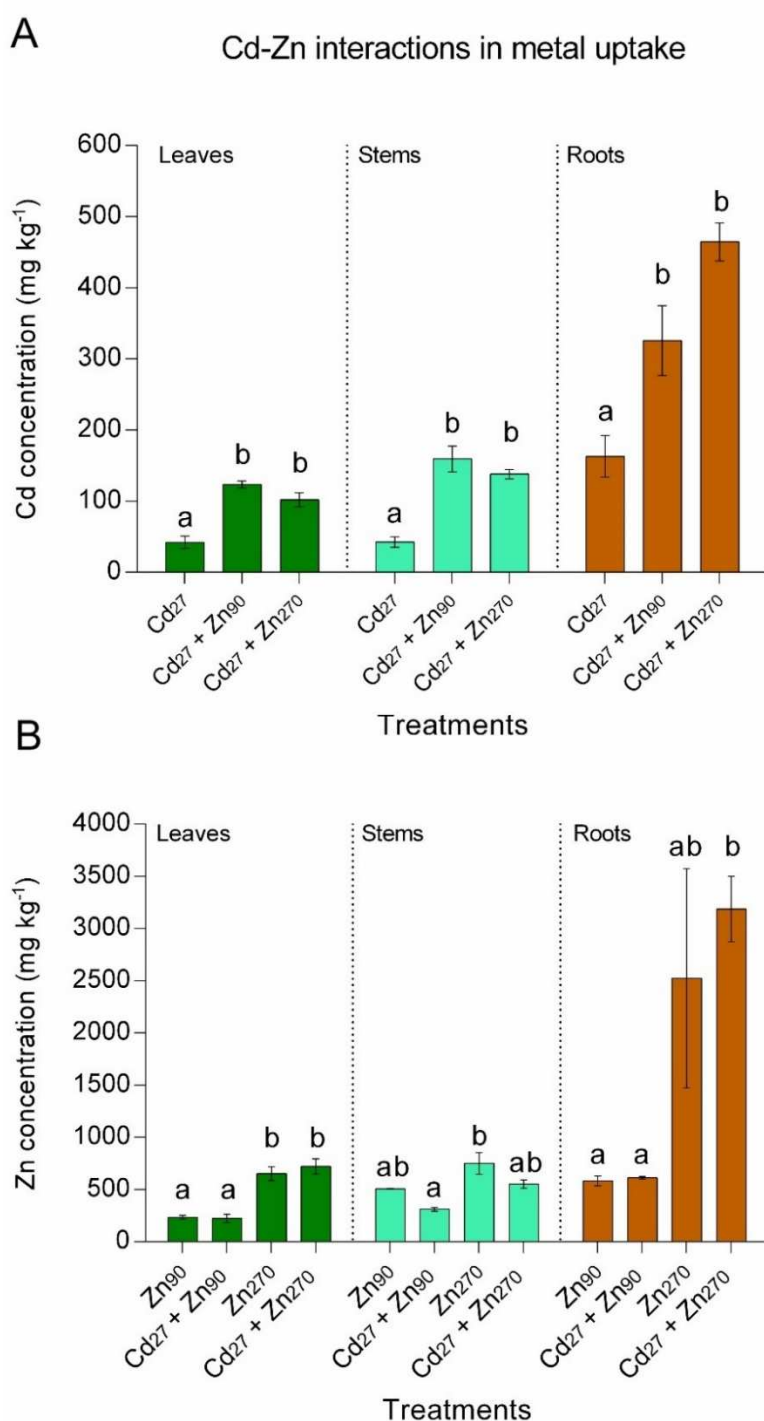 A
Cd-Zn interactions in metal uptake
Cd concentration (mg kg⁻¹)
600
500
400
300
200
100
0
Leaves
Stems
Roots
a
b
b
a
b
b
a
b
b
Cd27
Cd27 + Zn90
Cd27 + Zn270
Cd27
Cd27 + Zn90
Cd27 + Zn270
Cd27
Cd27 + Zn90
Cd27 + Zn270
Treatments
B
Zn concentration (mg kg⁻¹)
4000
3500
3000
2500
2000
1500
1000
500
0
Leaves
Stems
Roots
a
a
b
b
ab
a
b
ab
a
a
ab
b
Zn90
Cd27 + Zn90
Zn270
Cd27 + Zn270
Zn90
Cd27 + Zn90
Zn270
Cd27 + Zn270
Zn90
Cd27 + Zn90
Zn270
Cd27 + Zn270
Treatments